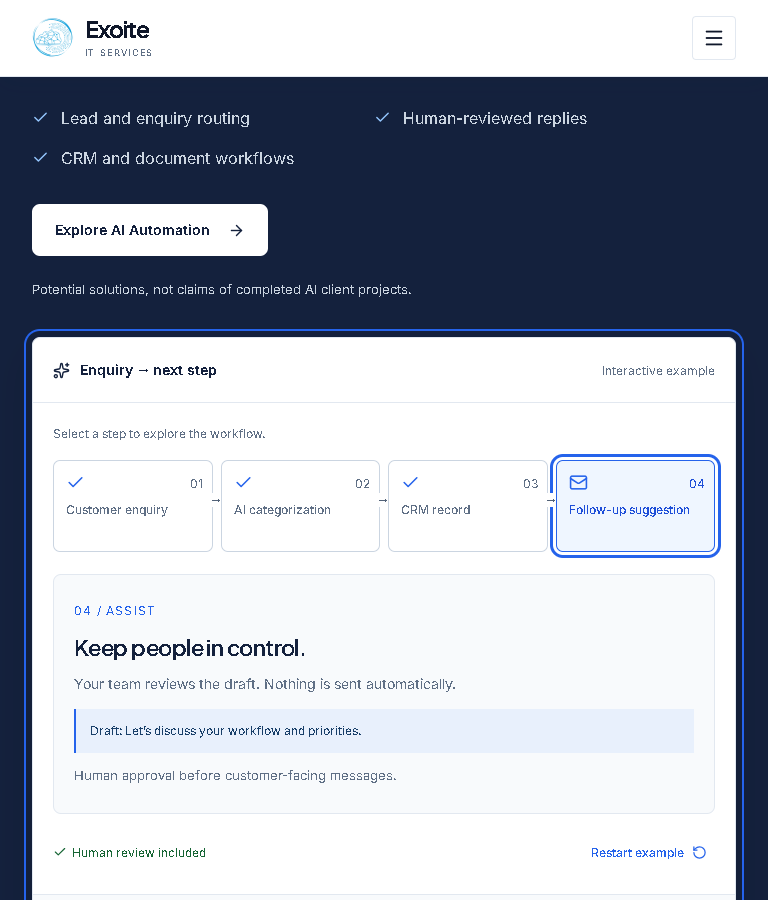 Exoite
IT SERVICES
Lead and enquiry routing
Human-reviewed replies
CRM and document workflows
Explore AI Automation →
Potential solutions, not claims of completed AI client projects.
Enquiry → next step
Interactive example
Select a step to explore the workflow.
01
Customer enquiry
→
02
AI categorization
→
03
CRM record
→
04
Follow-up suggestion
04 / ASSIST
Keep people in control.
Your team reviews the draft. Nothing is sent automatically.
Draft: Let's discuss your workflow and priorities.
Human approval before customer-facing messages.
Human review included
Restart example